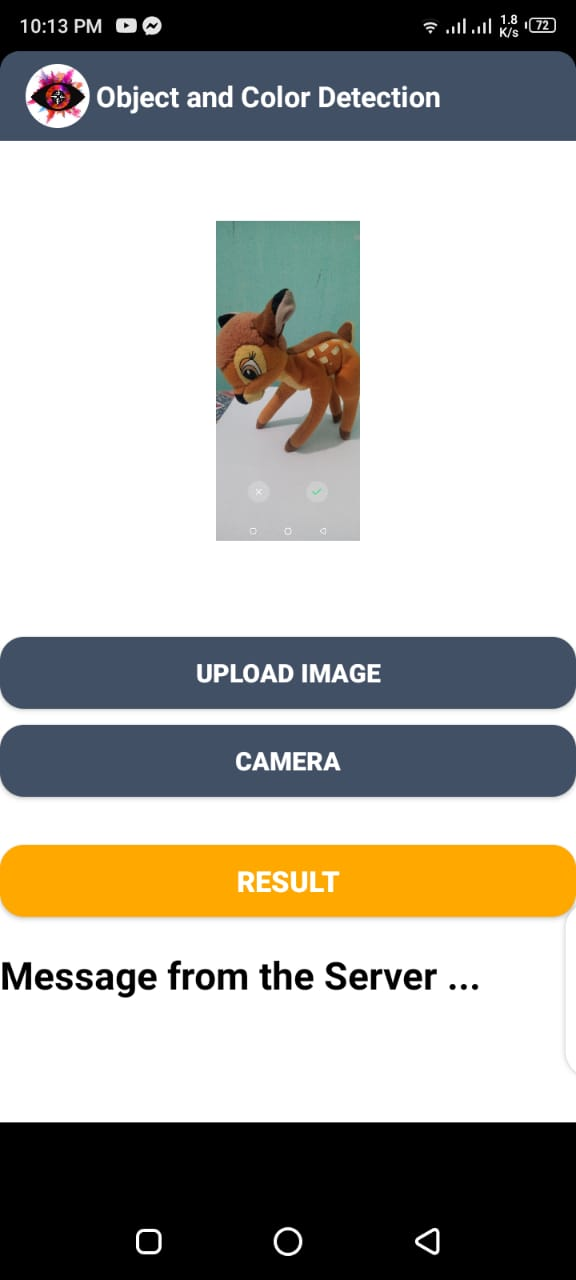 10:13 PM
1.8
K/s
72
Object and Color Detection
UPLOAD IMAGE
CAMERA
RESULT
Message from the Server ...